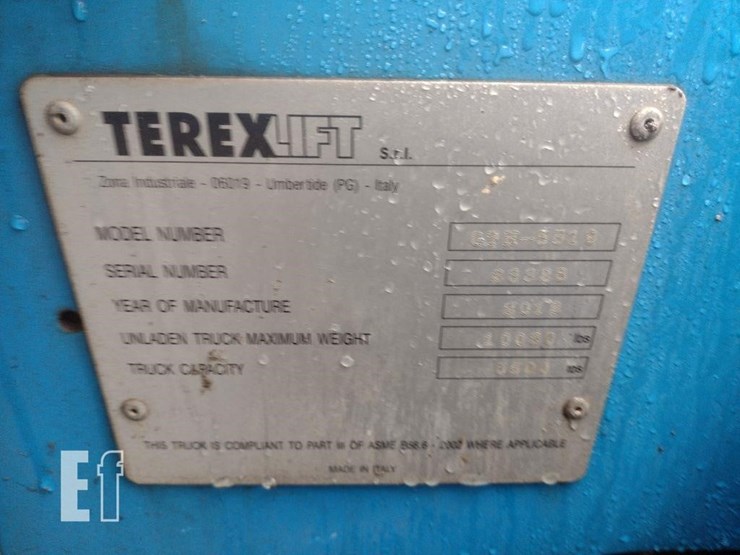 TEREXLIFT S.r.l.
Zona Industriale - 06019 - Umbertide (PG) - Italy
MODEL NUMBER
SERIAL NUMBER
YEAR OF MANUFACTURE
UNLADEN TRUCK MAXIMUM WEIGHT lbs
TRUCK CAPACITY lbs
THIS TRUCK IS COMPLIANT TO PART III OF ASME B56.6 - 2002 WHERE APPLICABLE
MADE IN ITALY
Ef